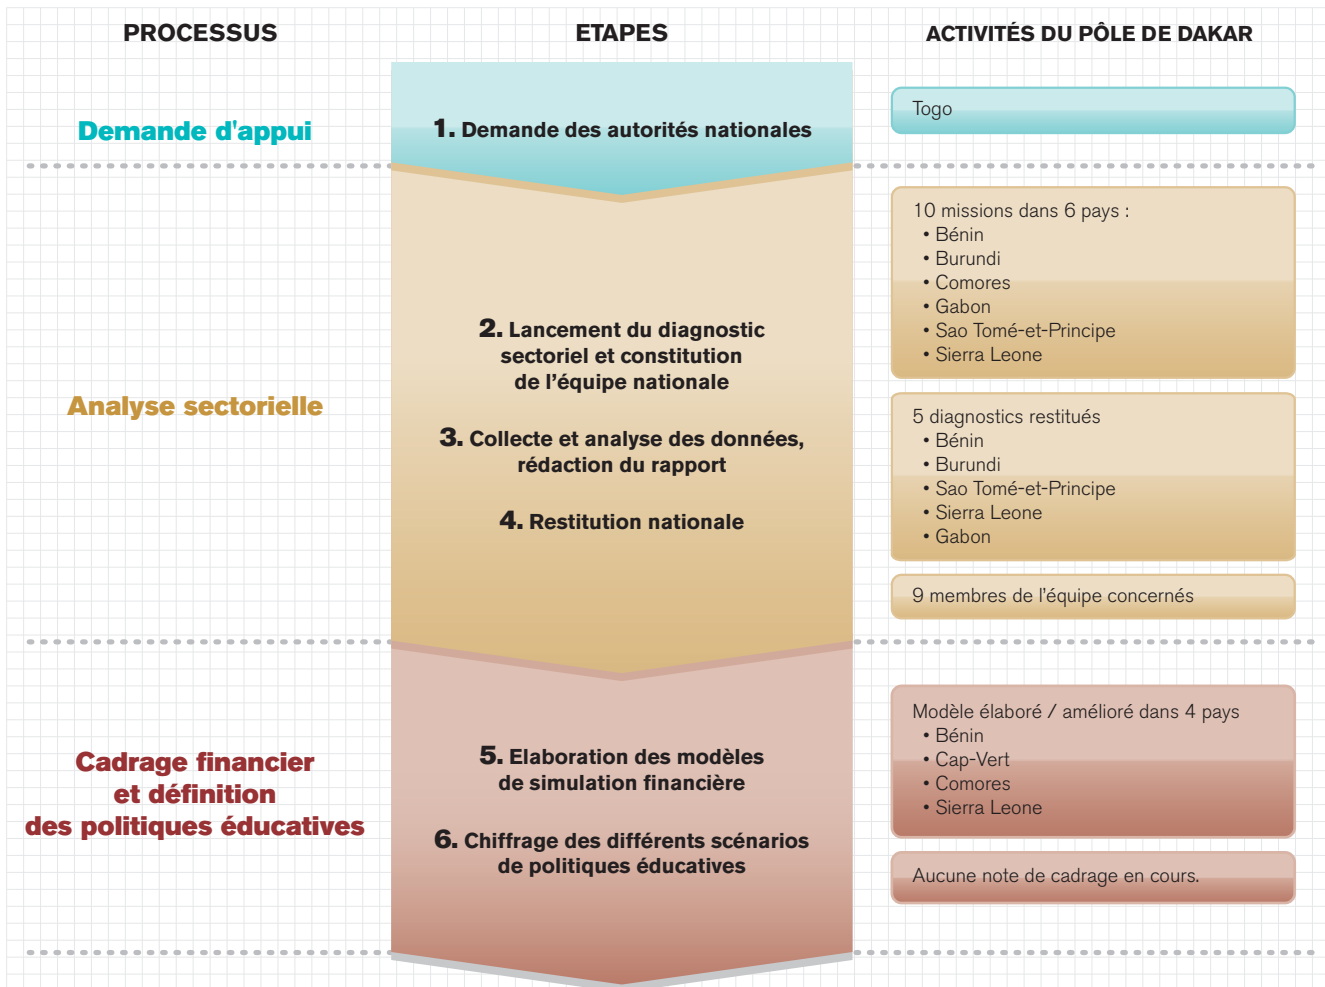 PROCESSUS
ETAPES
ACTIVITÉS DU PÔLE DE DAKAR
Demande d'appui
1. Demande des autorités nationales
Togo
Analyse sectorielle
2. Lancement du diagnostic
sectoriel et constitution
de l'équipe nationale
3. Collecte et analyse des données,
rédaction du rapport
4. Restitution nationale
10 missions dans 6 pays :
• Bénin
• Burundi
• Comores
• Gabon
• Sao Tomé-et-Principe
• Sierra Leone
5 diagnostics restitués
• Bénin
• Burundi
• Sao Tomé-et-Principe
• Sierra Leone
• Gabon
9 membres de l'équipe concernés
Cadrage financier
et définition
des politiques éducatives
5. Elaboration des modèles
de simulation financière
6. Chiffrage des différents scénarios
de politiques éducatives
Modèle élaboré / amélioré dans 4 pays
• Bénin
• Cap-Vert
• Comores
• Sierra Leone
Aucune note de cadrage en cours.